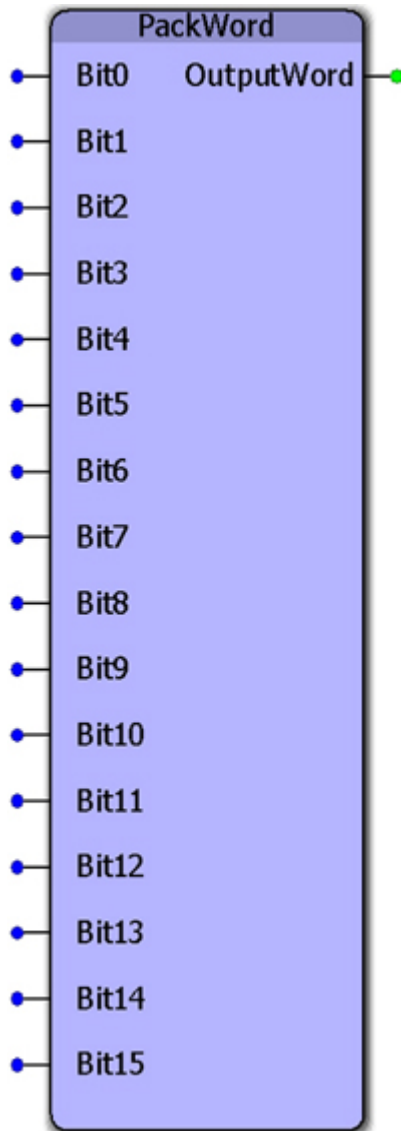 PackWord
Bit0 OutputWord
Bit1
Bit2
Bit3
Bit4
Bit5
Bit6
Bit7
Bit8
Bit9
Bit10
Bit11
Bit12
Bit13
Bit14
Bit15